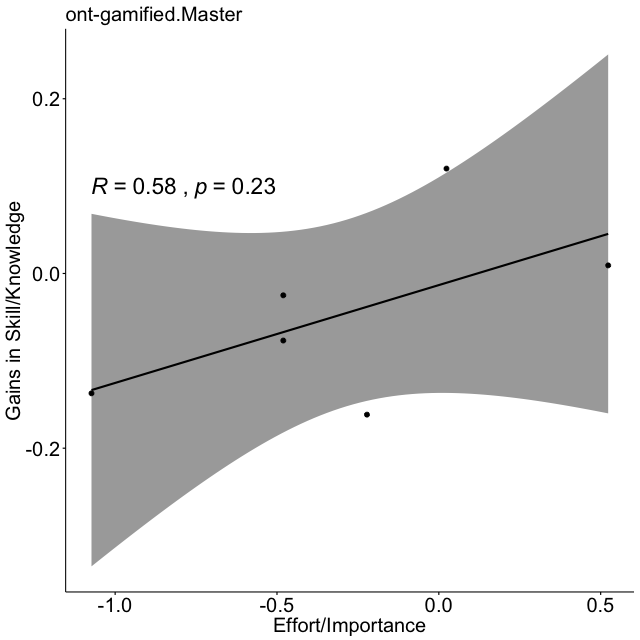 ont-gamified.Master
R = 0.58 , p = 0.23
Gains in Skill/Knowledge
0.2
0.0
-0.2
-1.0
-0.5
0.0
0.5
Effort/Importance